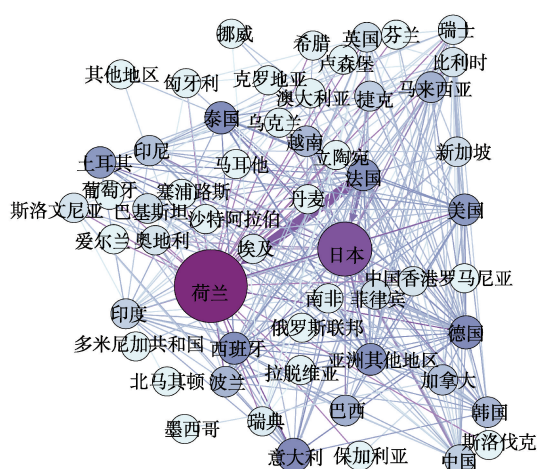 挪威
希腊
英国
芬兰
瑞士
卢森堡
比利时
其他地区
匈牙利
克罗地亚
澳大利亚
捷克
马来西亚
泰国
乌克兰
越南
立陶宛
新加坡
土耳其
印尼
马耳他
法国
葡萄牙
塞浦路斯
丹麦
美国
斯洛文尼亚
巴基斯坦
沙特阿拉伯
爱尔兰
奥地利
埃及
日本
中国香港
罗马尼亚
荷兰
南非
菲律宾
印度
俄罗斯联邦
德国
多米尼加共和国
西班牙
亚洲其他地区
北马其顿
波兰
拉脱维亚
加拿大
巴西
韩国
墨西哥
瑞典
斯洛伐克
意大利
保加利亚
中国